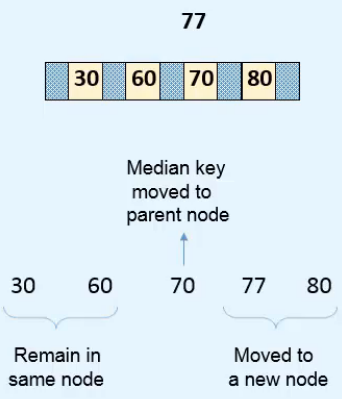 77
30 60 70 80
Median key
moved to
parent node
30 60 70 77 80
Remain in
same node
Moved to
a new node